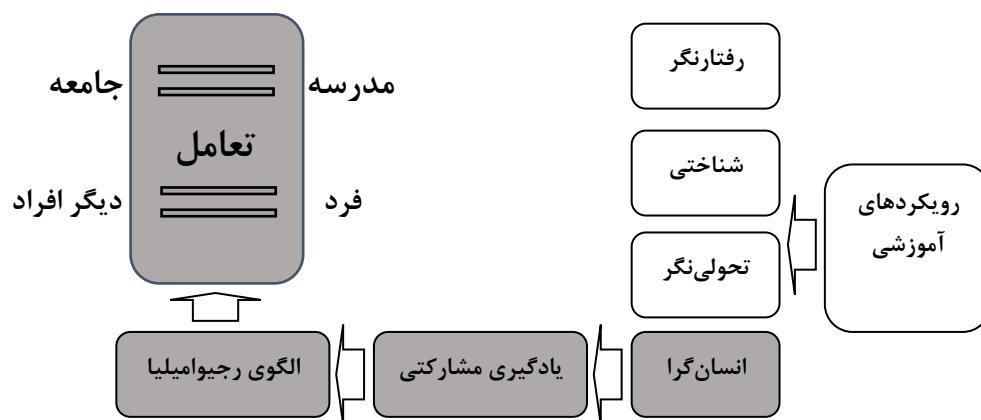 رفتارنگر
مدرسه
جامعه
تعامل
شناختی
رویکردهای
آموزشی
فرد
دیگر افراد
تحولی‌نگر
انسان‌گرا
یادگیری مشارکتی
الگوی رجیوامیلیا